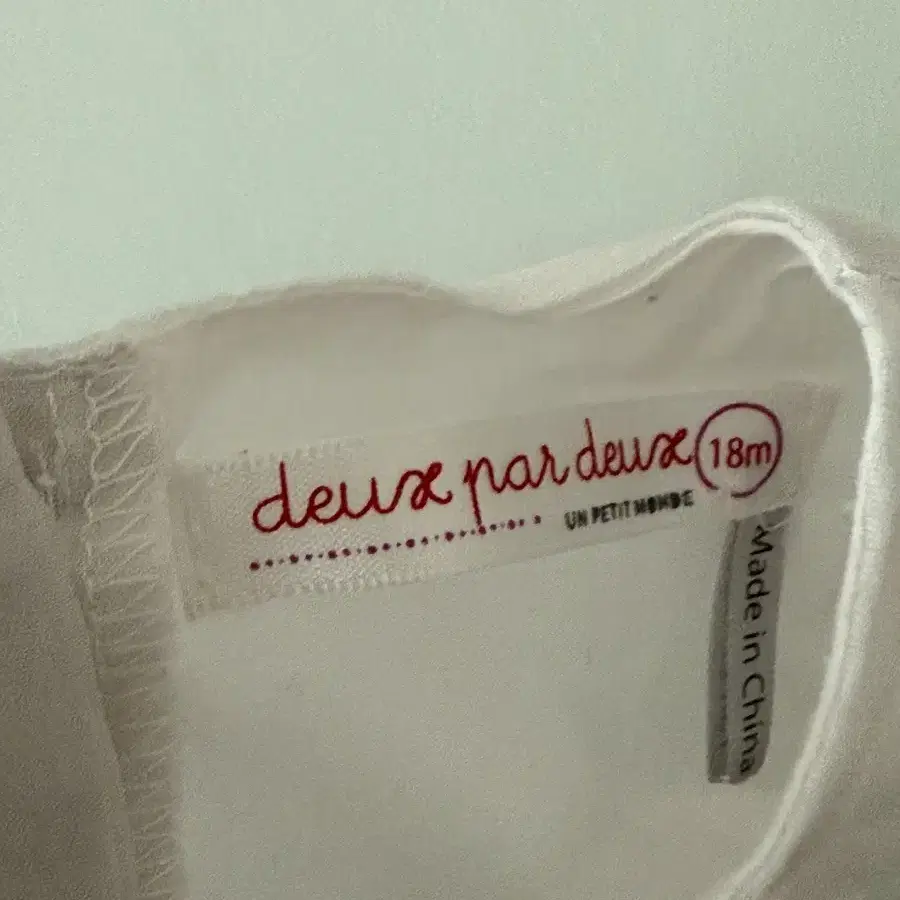 deux par deux 18m
UN PETIT MONDE
Made in China